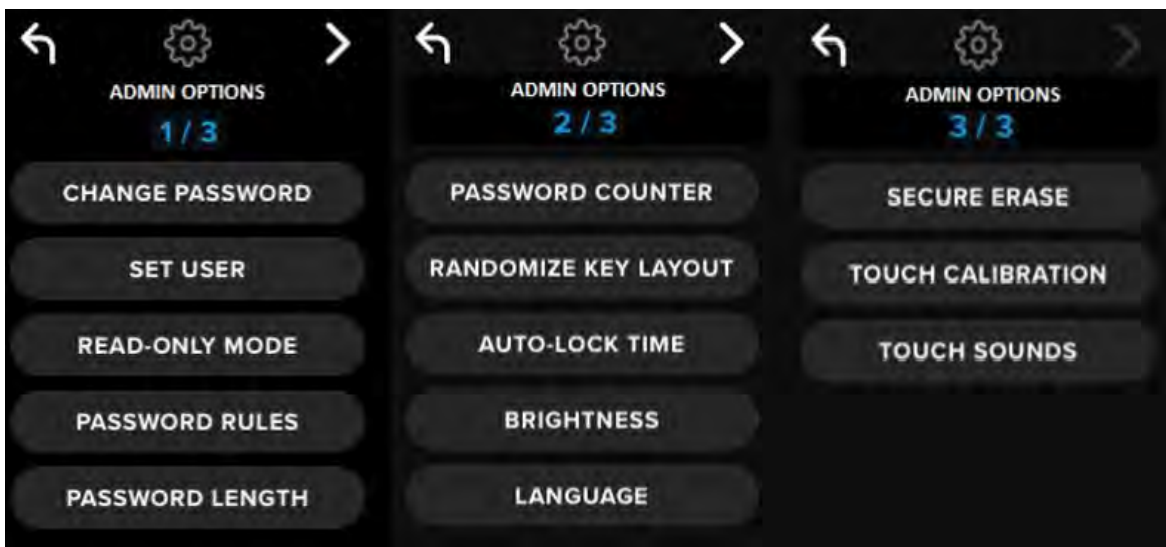 ADMIN OPTIONS
1 / 3
CHANGE PASSWORD
SET USER
READ-ONLY MODE
PASSWORD RULES
PASSWORD LENGTH
ADMIN OPTIONS
2 / 3
PASSWORD COUNTER
RANDOMIZE KEY LAYOUT
AUTO-LOCK TIME
BRIGHTNESS
LANGUAGE
ADMIN OPTIONS
3 / 3
SECURE ERASE
TOUCH CALIBRATION
TOUCH SOUNDS